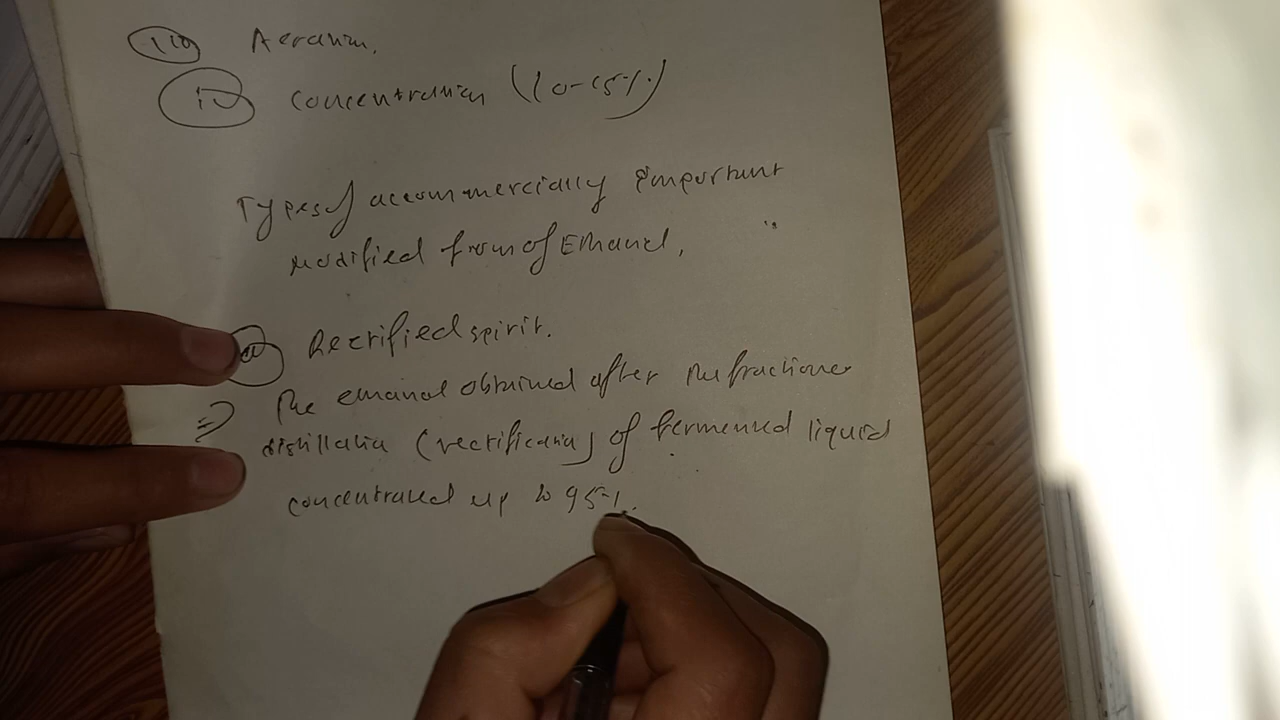 iii Aeration.
iv concentration (10-15%)
Types of a commercially important
modified from of Ethanol,
a Rectified spirit.
⇒ The ethanol obtained after the fractional
distillation (rectification) of fermented liquid
concentrated up to 95%.